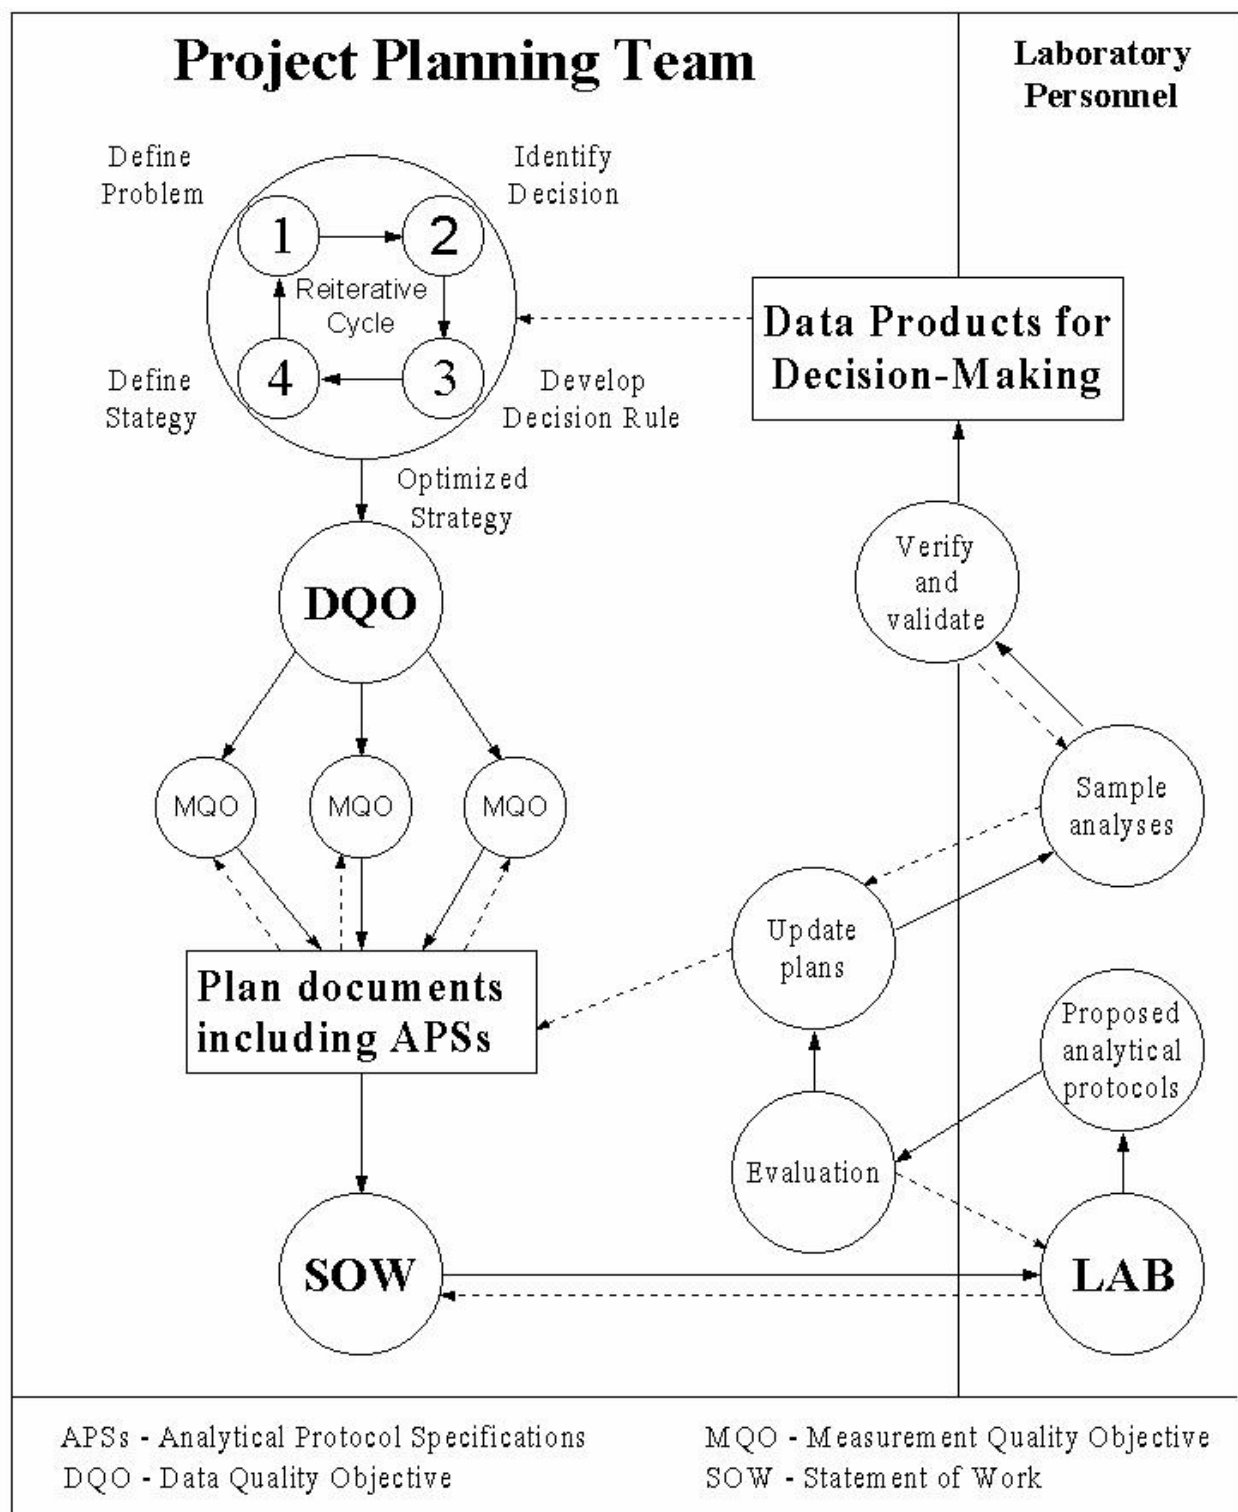 Project Planning Team
Laboratory
Personnel
Define
Problem
Identify
Decision
1
2
Reiterative
Cycle
4
3
Define
Stategy
Develop
Decision Rule
Data Products for
Decision-Making
Optimized
Strategy
DQO
Verify
and
validate
MQO
MQO
MQO
Sample
analyses
Update
plans
Plan documents
including APSs
Proposed
analytical
protocols
Evaluation
SOW
LAB
APSs - Analytical Protocol Specifications
DQO - Data Quality Objective
MQO - Measurement Quality Objective
SOW - Statement of Work